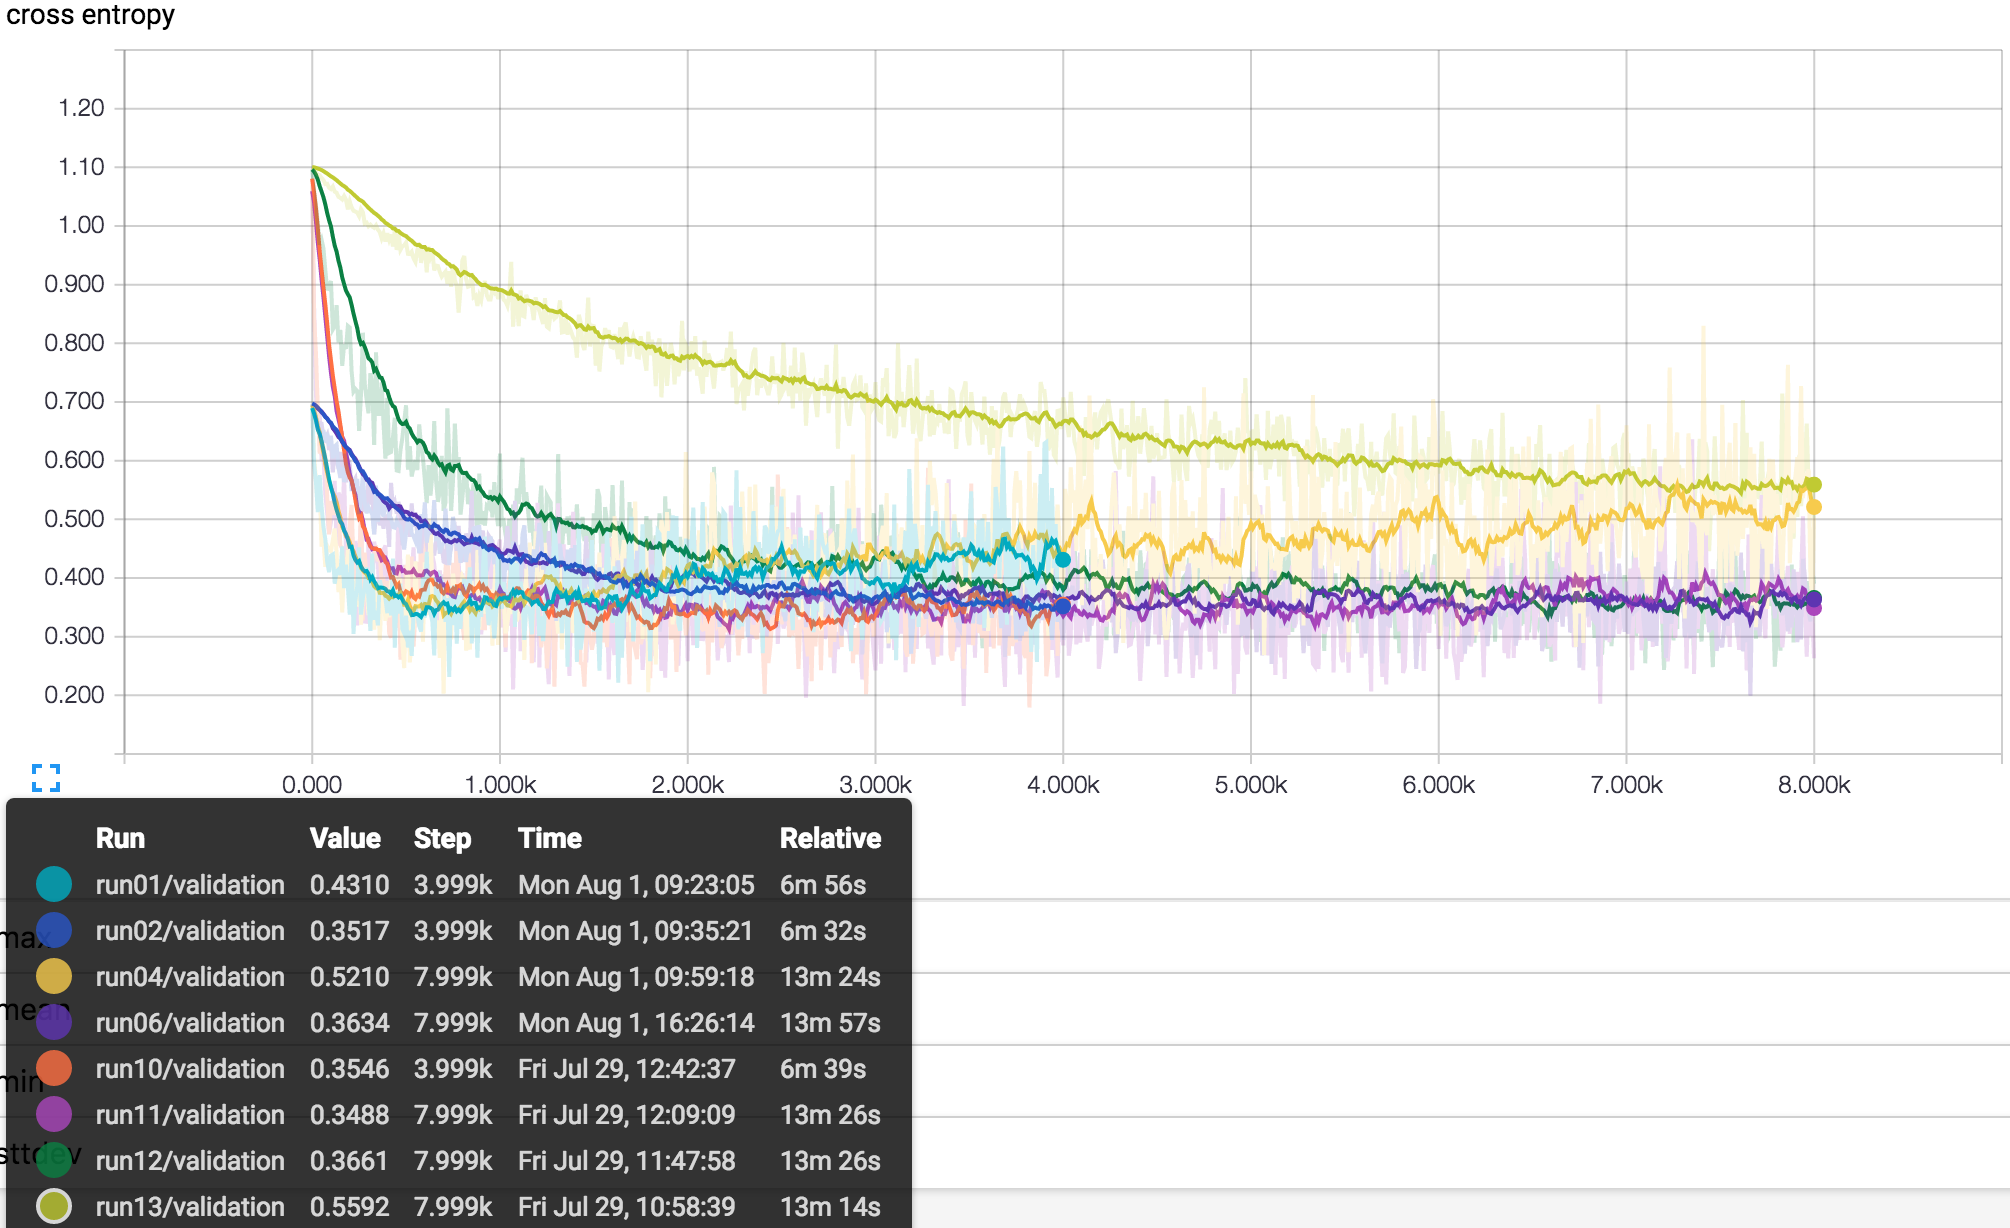 cross entropy
1.20
1.10
1.00
0.900
0.800
0.700
0.600
0.500
0.400
0.300
0.200
0.000 1.000k 2.000k 3.000k 4.000k 5.000k 6.000k 7.000k 8.000k
Run Value Step Time Relative
run01/validation 0.4310 3.999k Mon Aug 1, 09:23:05 6m 56s
max
run02/validation 0.3517 3.999k Mon Aug 1, 09:35:21 6m 32s
run04/validation 0.5210 7.999k Mon Aug 1, 09:59:18 13m 24s
mean
run06/validation 0.3634 7.999k Mon Aug 1, 16:26:14 13m 57s
min
run10/validation 0.3546 3.999k Fri Jul 29, 12:42:37 6m 39s
run11/validation 0.3488 7.999k Fri Jul 29, 12:09:09 13m 26s
sttdev
run12/validation 0.3661 7.999k Fri Jul 29, 11:47:58 13m 26s
run13/validation 0.5592 7.999k Fri Jul 29, 10:58:39 13m 14s